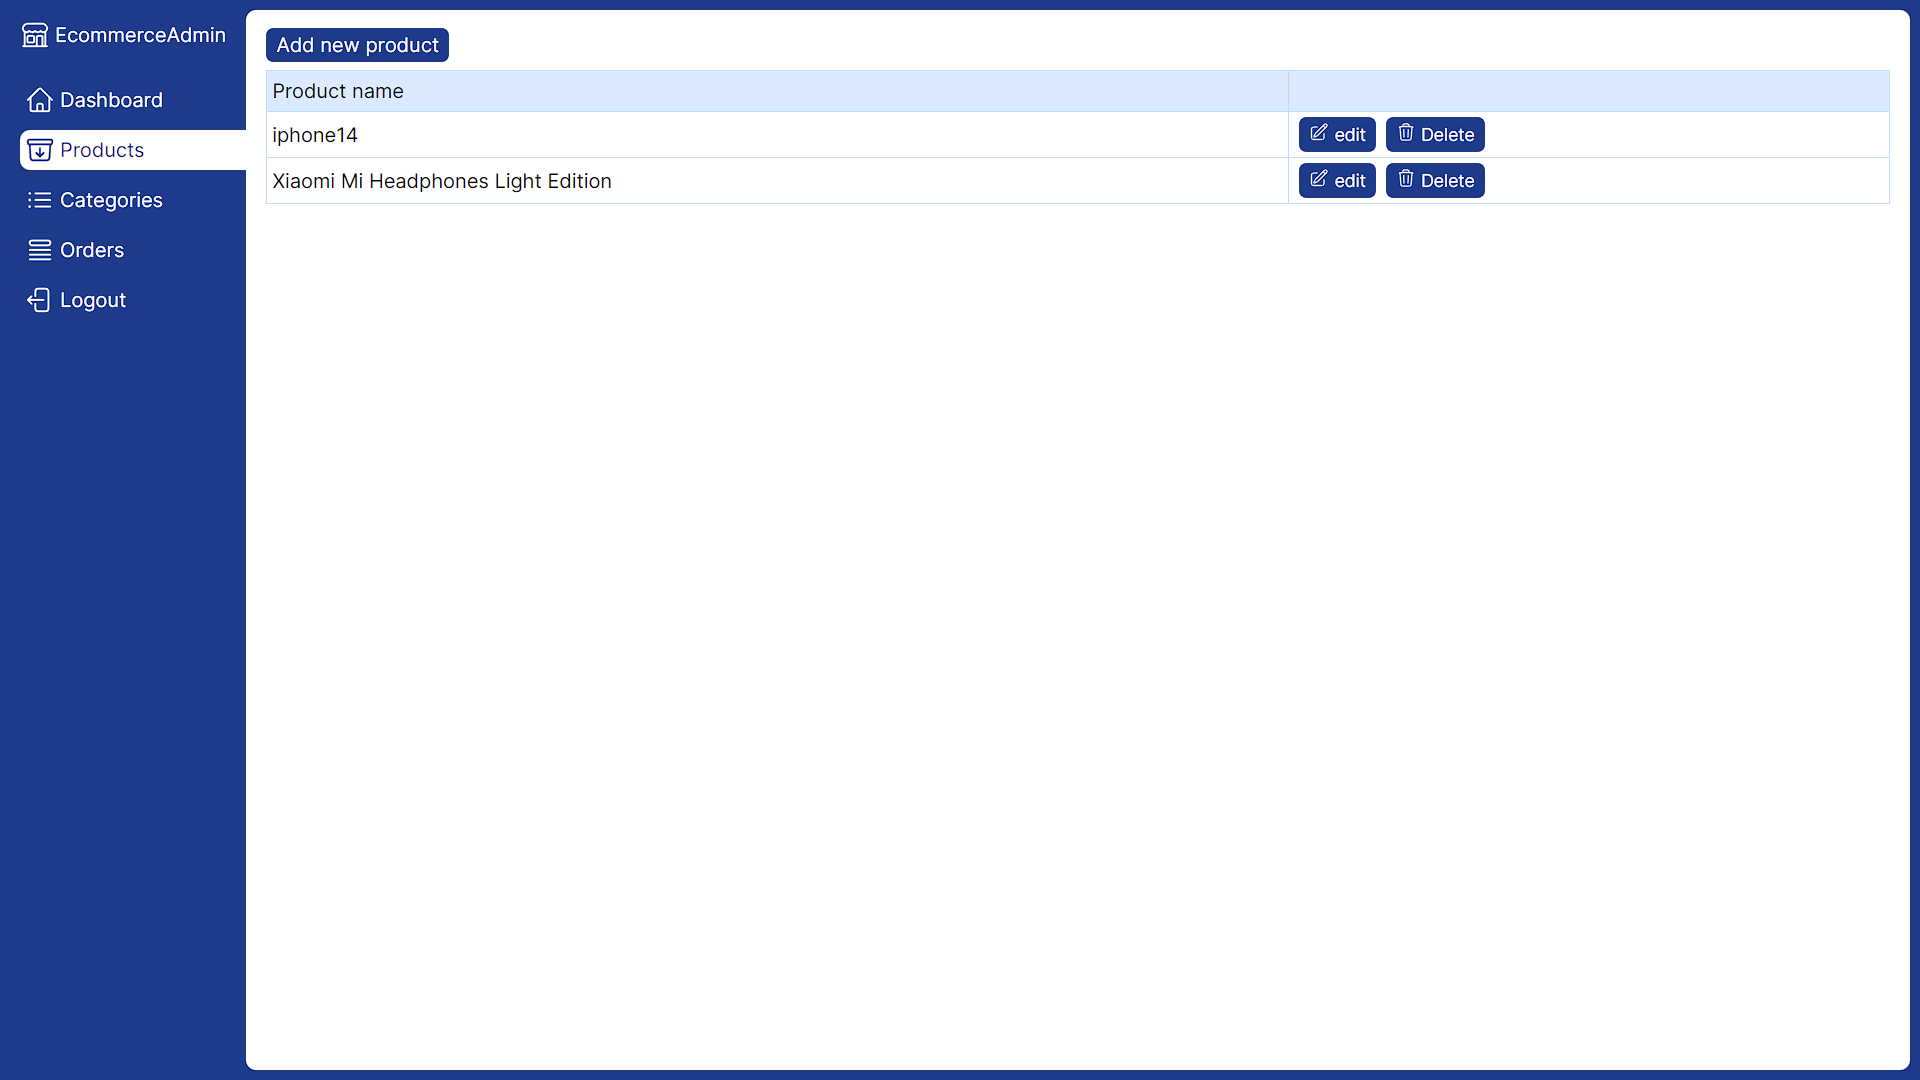 EcommerceAdmin
Dashboard
Products
Categories
Orders
Logout
Add new product
Product name
iphone14 edit Delete
Xiaomi Mi Headphones Light Edition edit Delete